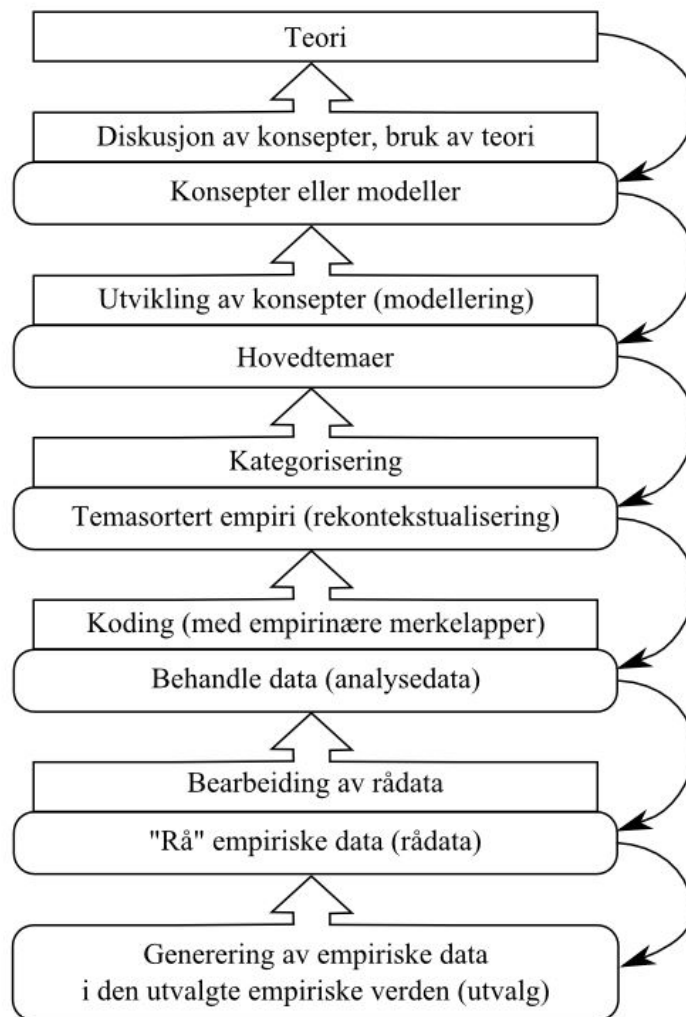 Teori
Diskusjon av konsepter, bruk av teori
Konsepter eller modeller
Utvikling av konsepter (modellering)
Hovedtemaer
Kategorisering
Temasortert empiri (rekontekstualisering)
Koding (med empirinære merkelapper)
Behandle data (analysedata)
Bearbeiding av rådata
"Rå" empiriske data (rådata)
Generering av empiriske data
i den utvalgte empiriske verden (utvalg)